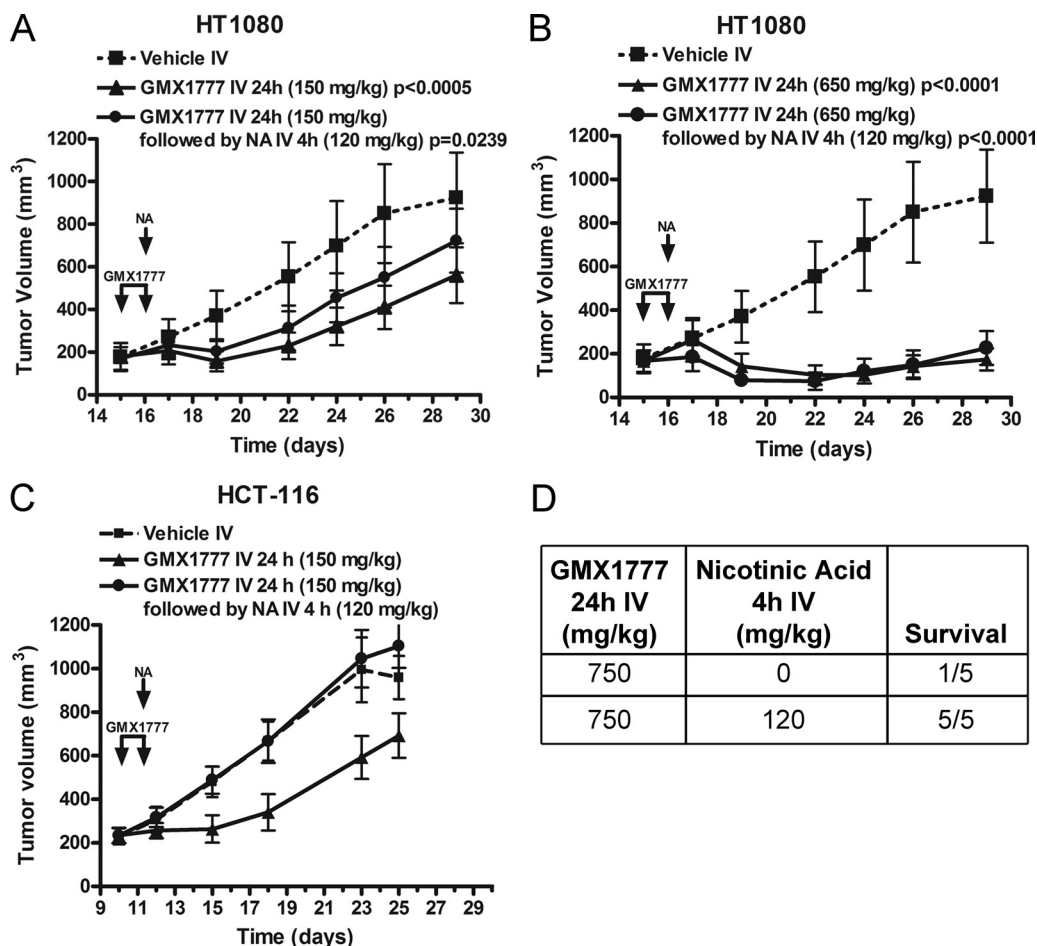 A
HT1080
Vehicle IV
GMX1777 IV 24h (150 mg/kg) p<0.0005
GMX1777 IV 24h (150 mg/kg)
followed by NA IV 4h (120 mg/kg) p=0.0239
Tumor Volume (mm3)
1200
1000
800
600
400
200
0
NA
GMX1777
14 16 18 20 22 24 26 28 30
Time (days)
B
HT1080
Vehicle IV
GMX1777 IV 24h (650 mg/kg) p<0.0001
GMX1777 IV 24h (650 mg/kg)
followed by NA IV 4h (120 mg/kg) p<0.0001
Tumor Volume (mm3)
1200
1000
800
600
400
200
0
NA
GMX1777
14 16 18 20 22 24 26 28 30
Time (days)
C
HCT-116
Vehicle IV
GMX1777 IV 24 h (150 mg/kg)
GMX1777 IV 24 h (150 mg/kg)
followed by NA IV 4 h (120 mg/kg)
Tumor volume (mm3)
1200
1000
800
600
400
200
0
NA
GMX1777
9 11 13 15 17 19 21 23 25 27 29
Time (days)
D
GMX1777 24h IV (mg/kg)
Nicotinic Acid 4h IV (mg/kg)
Survival
750 0 1/5
750 120 5/5